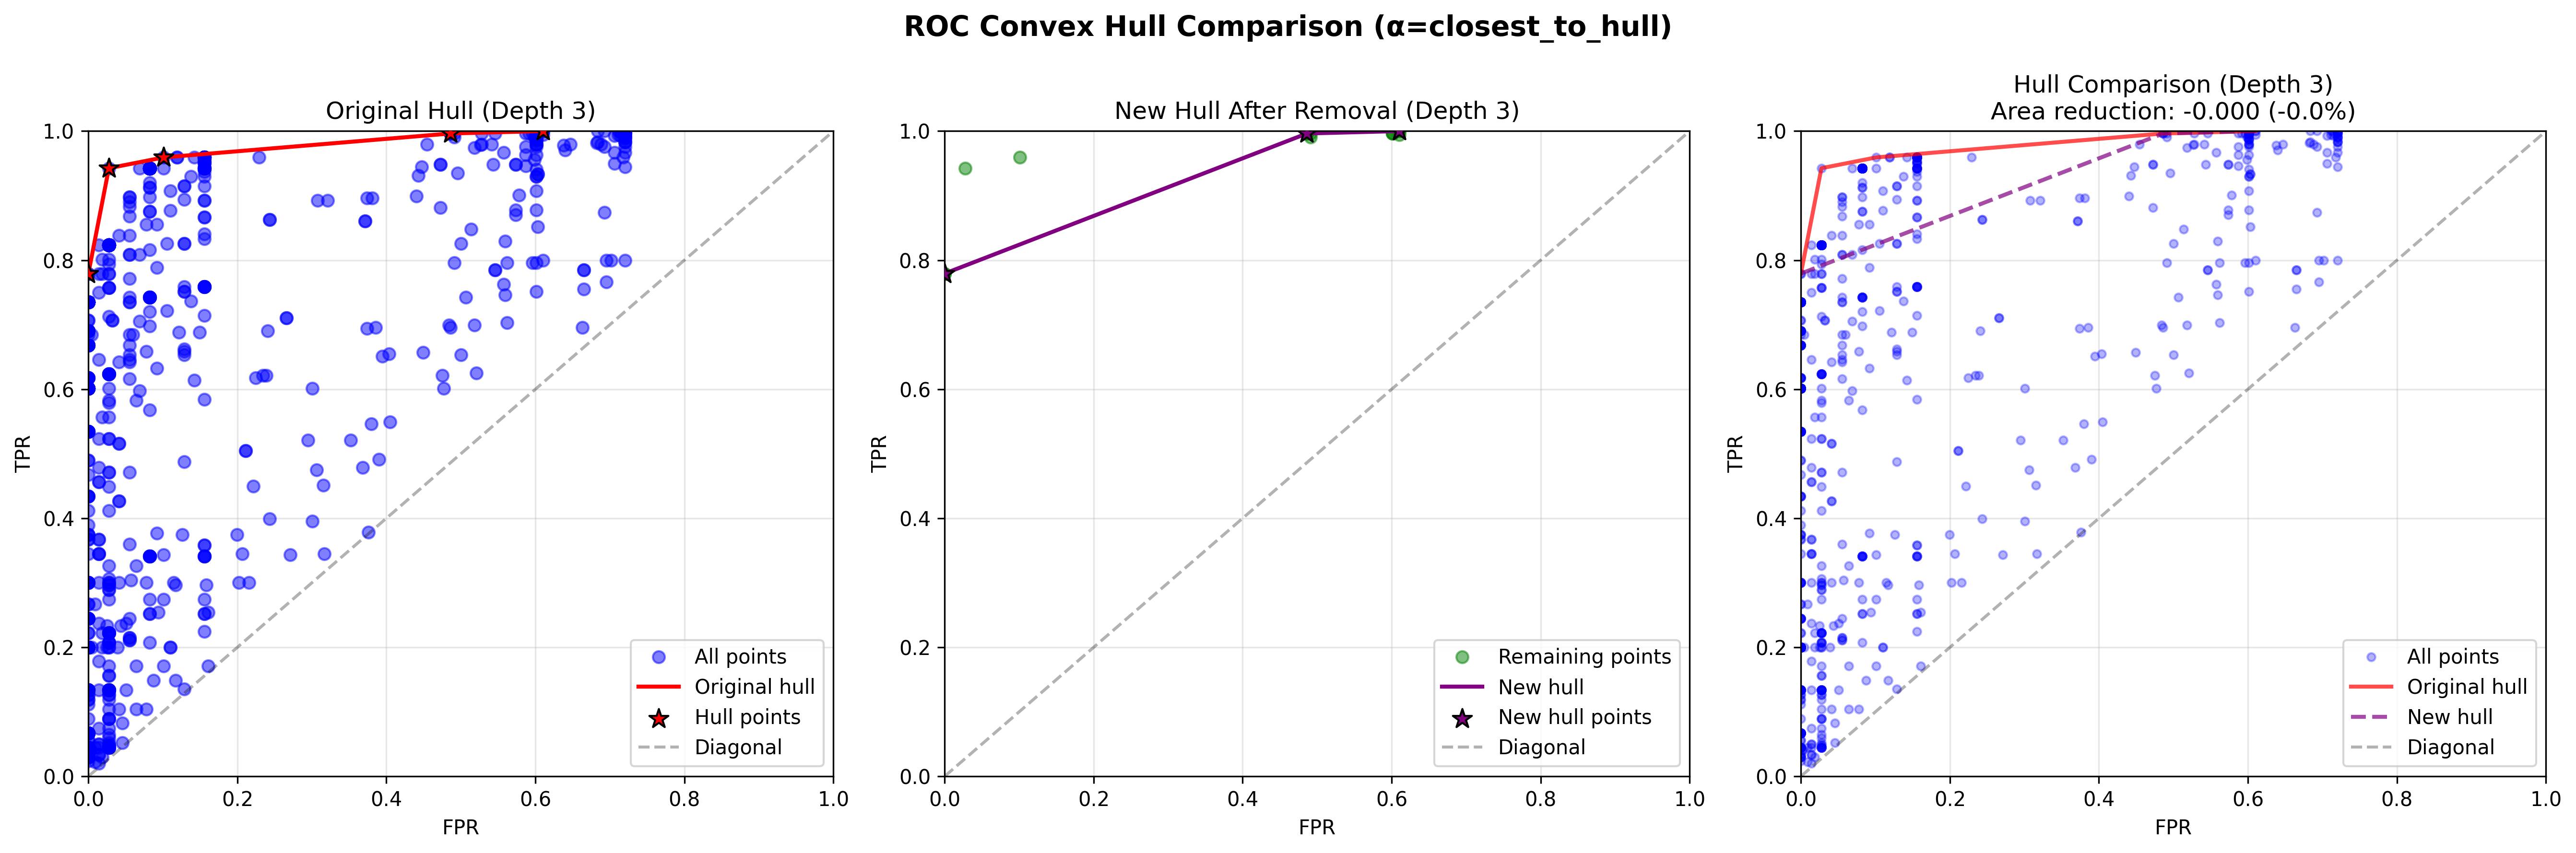 ROC Convex Hull Comparison (α=closest_to_hull)
Original Hull (Depth 3)
1.0
0.8
0.6
0.4
0.2
0.0
TPR
0.0 0.2 0.4 0.6 0.8 1.0
FPR
All points
Original hull
Hull points
Diagonal
New Hull After Removal (Depth 3)
1.0
0.8
0.6
0.4
0.2
0.0
TPR
0.0 0.2 0.4 0.6 0.8 1.0
FPR
Remaining points
New hull
New hull points
Diagonal
Hull Comparison (Depth 3)
Area reduction: -0.000 (-0.0%)
1.0
0.8
0.6
0.4
0.2
0.0
TPR
0.0 0.2 0.4 0.6 0.8 1.0
FPR
All points
Original hull
New hull
Diagonal